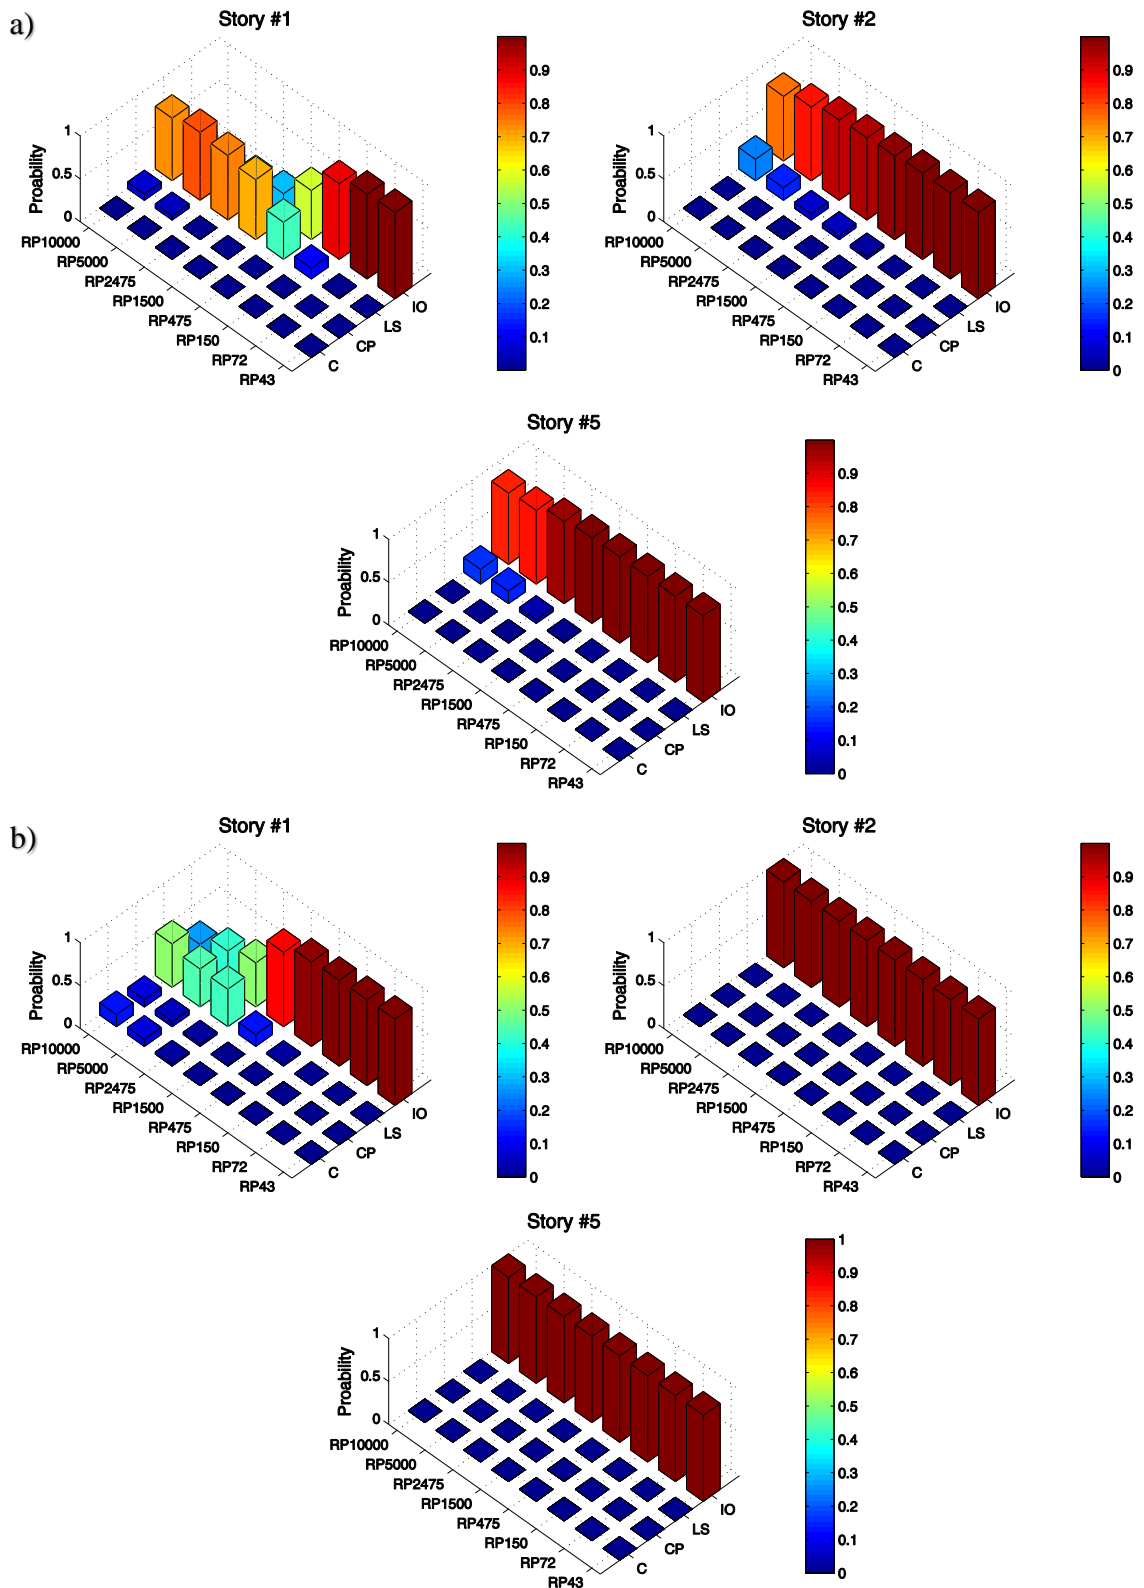 a)
Story #1
Proability
1
0.5
0
RP10000
RP5000
RP2475
RP1500
RP475
RP150
RP72
RP43
C
CP
LS
IO
0.9
0.8
0.7
0.6
0.5
0.4
0.3
0.2
0.1
Story #2
Proability
1
0.5
0
RP10000
RP5000
RP2475
RP1500
RP475
RP150
RP72
RP43
C
CP
LS
IO
0.9
0.8
0.7
0.6
0.5
0.4
0.3
0.2
0.1
0
Story #5
Proability
1
0.5
0
RP10000
RP5000
RP2475
RP1500
RP475
RP150
RP72
RP43
C
CP
LS
IO
0.9
0.8
0.7
0.6
0.5
0.4
0.3
0.2
0.1
0
b)
Story #1
Proability
1
0.5
0
RP10000
RP5000
RP2475
RP1500
RP475
RP150
RP72
RP43
C
CP
LS
IO
0.9
0.8
0.7
0.6
0.5
0.4
0.3
0.2
0.1
0
Story #2
Proability
1
0.5
0
RP10000
RP5000
RP2475
RP1500
RP475
RP150
RP72
RP43
C
CP
LS
IO
0.9
0.8
0.7
0.6
0.5
0.4
0.3
0.2
0.1
0
Story #5
Proability
1
0.5
0
RP10000
RP5000
RP2475
RP1500
RP475
RP150
RP72
RP43
C
CP
LS
IO
1
0.9
0.8
0.7
0.6
0.5
0.4
0.3
0.2
0.1
0